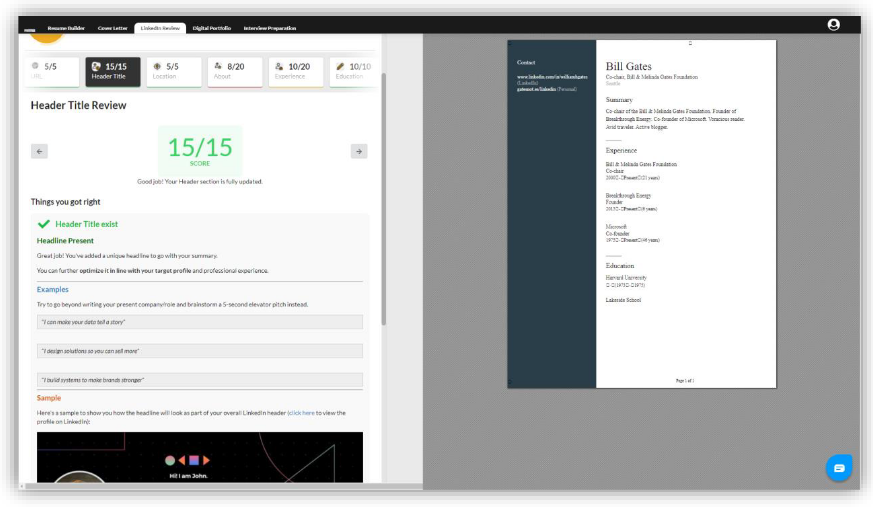 Resume Builder Cover Letter LinkedIn Review Digital Portfolio Interview Preparation
5/5 15/15 5/5 8/20 10/20 10/10
URL Header Title Location About Experience Education
Header Title Review
15/15
SCORE
Good job! Your Header section is fully updated.
Things you got right
Header Title exist
Headline Present
Great job! You've added a unique headline to go with your summary.
You can further optimize it in line with your target profile and professional experience.
Examples
Try to go beyond writing your present company/role and brainstorm a 5-second elevator pitch instead.
"I can make your data tell a story"
"I design solutions so you can sell more"
"I build systems to make brands stronger"
Sample
Here's a sample to show you how the headline will look as part of your overall LinkedIn header (click here to view the
profile on LinkedIn):
Hi! I am John.
Contact
www.linkedin.com/in/williamhgates
(LinkedIn)
gatesnot.es/linkedin (Personal)
Bill Gates
Co-chair, Bill & Melinda Gates Foundation
Seattle
Summary
Co-chair of the Bill & Melinda Gates Foundation. Founder of
Breakthrough Energy. Co-founder of Microsoft. Voracious reader.
Avid traveler. Active blogger.
Experience
Bill & Melinda Gates Foundation
Co-chair
2000 - Present (21 years)
Breakthrough Energy
Founder
2015 - Present (6 years)
Microsoft
Co-founder
1975 - Present (46 years)
Education
Harvard University
(1973 - 1975)
Lakeside School
Page 1 of 1